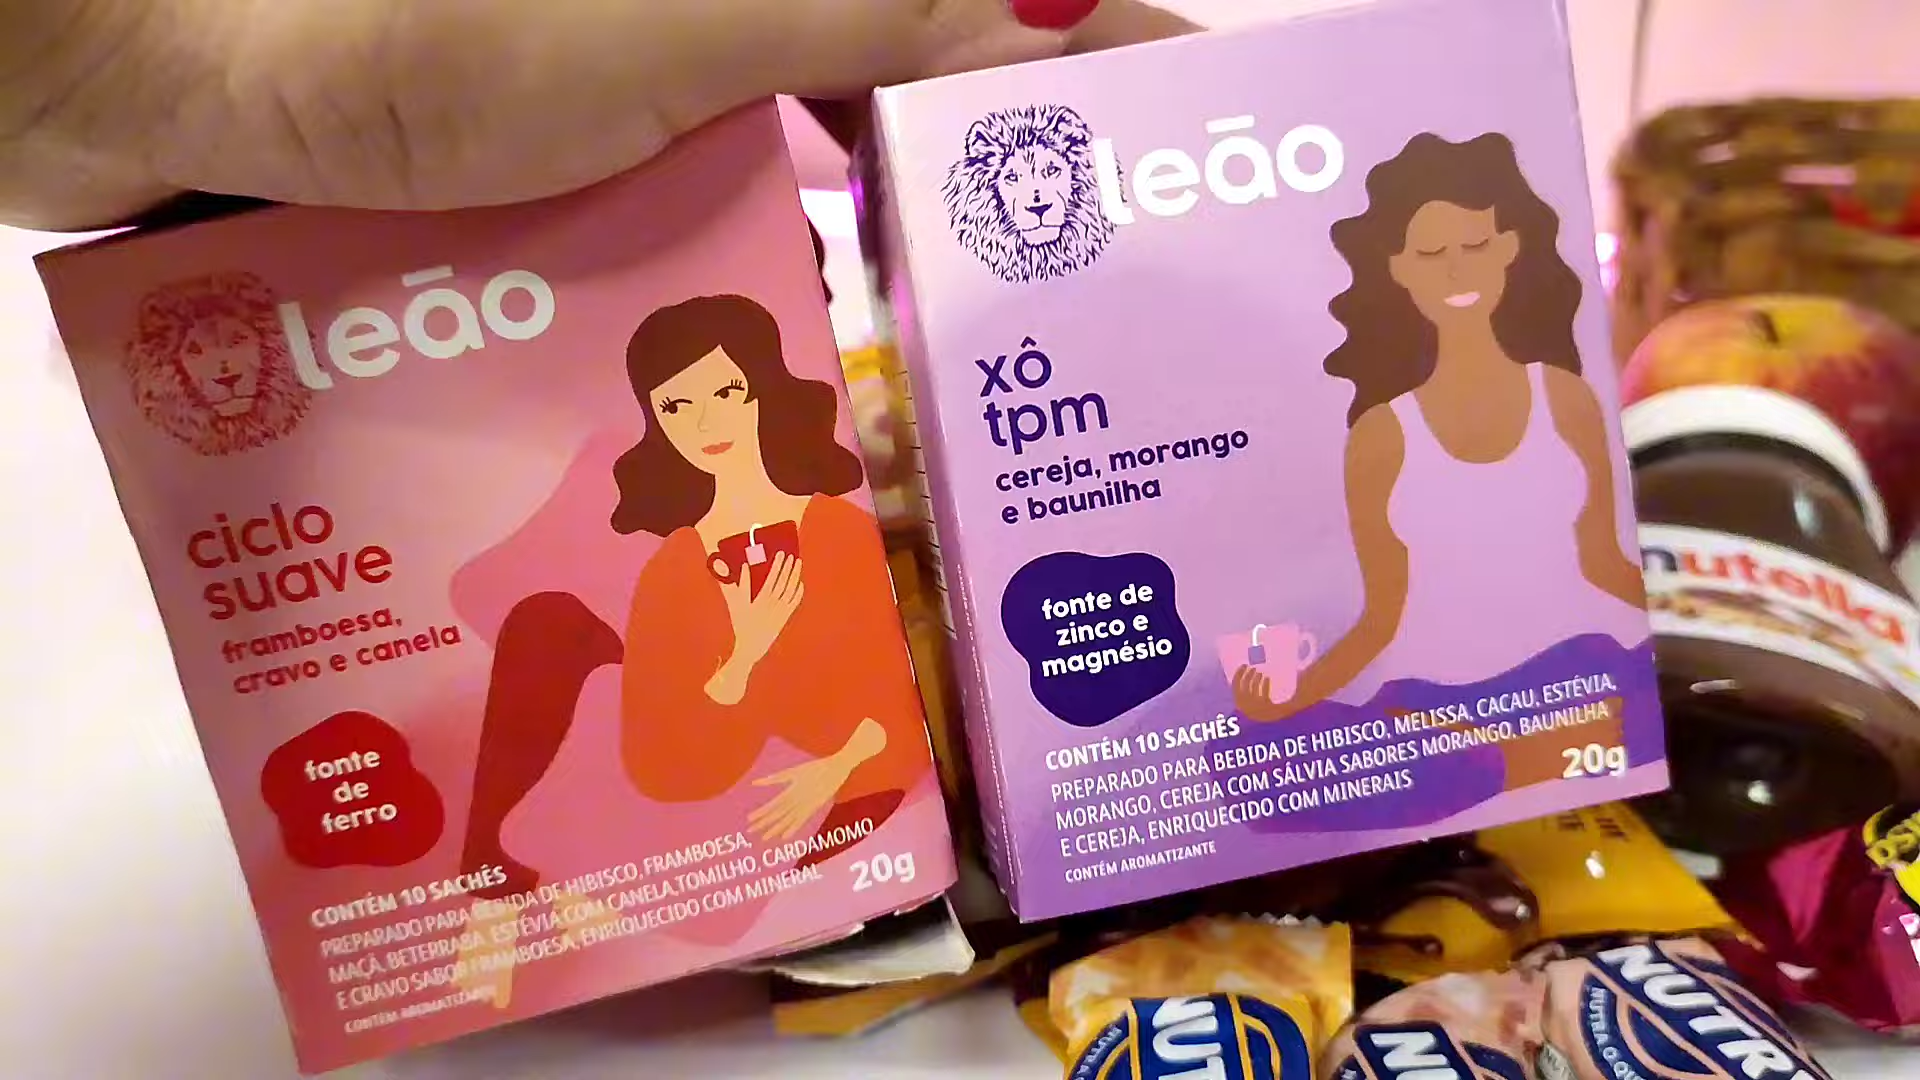 leão
ciclo
suave
framboesa,
cravo e canela
fonte
de
ferro
CONTÉM 10 SACHÊS
PREPARADO PARA BEBIDA DE HIBISCO, FRAMBOESA,
MAÇÃ, BETERRABA, ESTÉVIA COM CANELA, TOMILHO, CARDAMOMO
E CRAVO SABOR FRAMBOESA, ENRIQUECIDO COM MINERAL
CONTÉM AROMATIZANTE
20g
leão
xô
tpm
cereja, morango
e baunilha
fonte de
zinco e
magnésio
CONTÉM 10 SACHÊS
PREPARADO PARA BEBIDA DE HIBISCO, MELISSA, CACAU, ESTÉVIA,
MORANGO, CEREJA COM SÁLVIA SABORES MORANGO, BAUNILHA
E CEREJA, ENRIQUECIDO COM MINERAIS
CONTÉM AROMATIZANTE
20g
nutella
NUT
N
NUTR